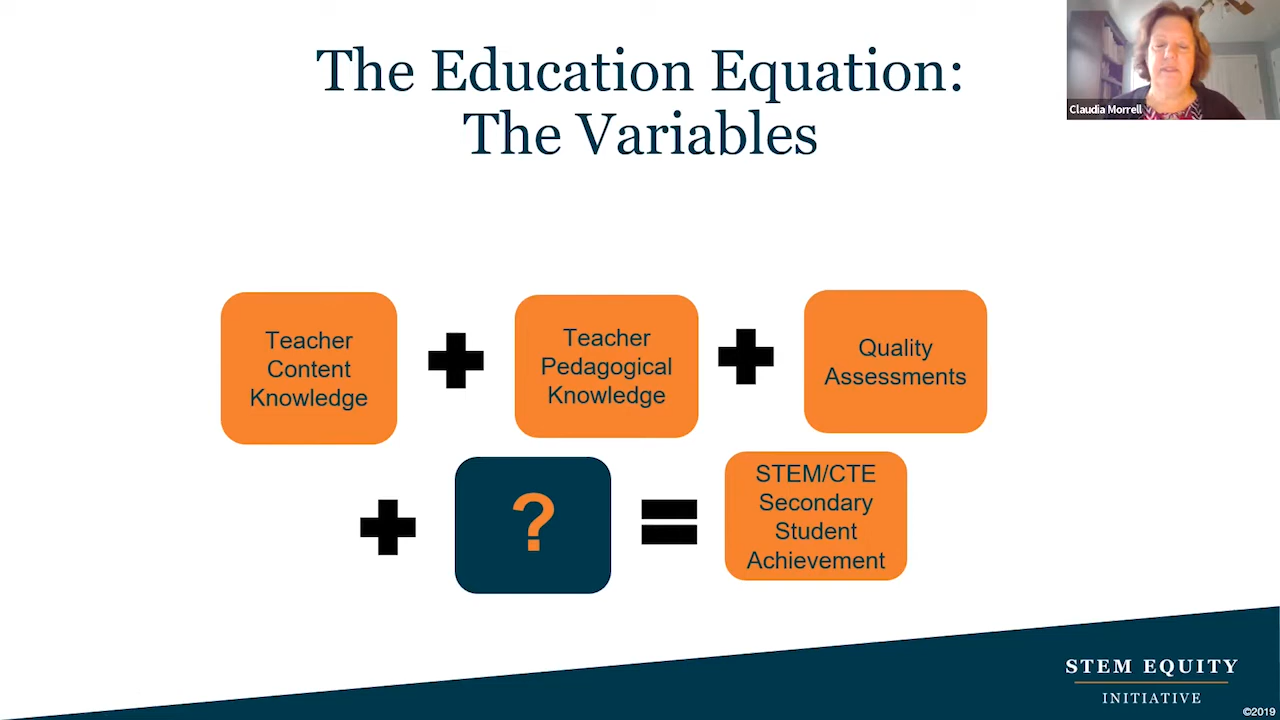 The Education Equation:
The Variables
Claudia Morrell
Teacher
Content
Knowledge
Teacher
Pedagogical
Knowledge
Quality
Assessments
?
STEM/CTE
Secondary
Student
Achievement
STEM EQUITY
INITIATIVE
©2019